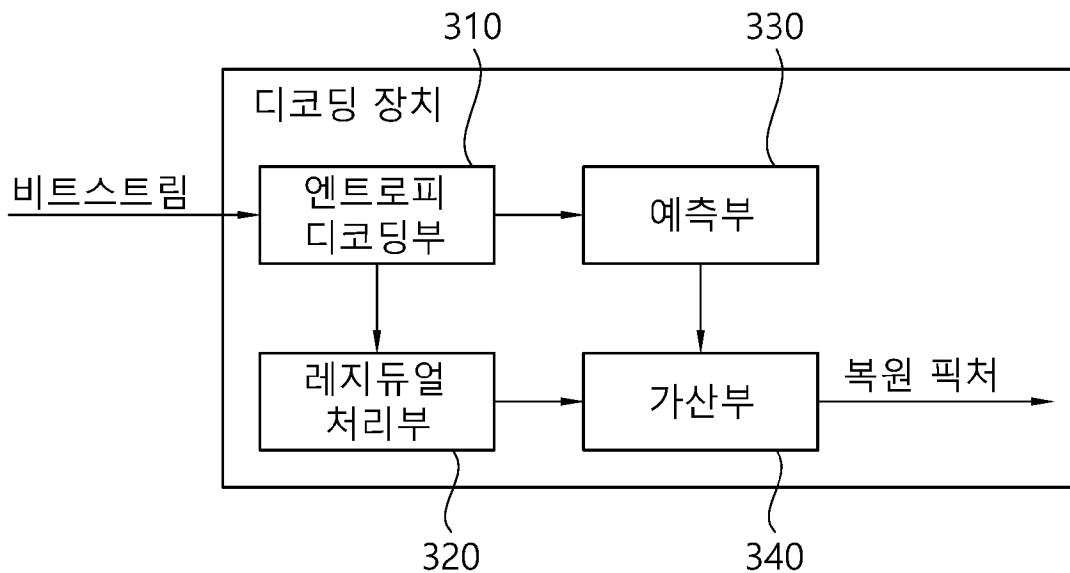 310
330
디코딩 장치
비트스트림
엔트로피
디코딩부
예측부
레지듀얼
처리부
가산부
복원 픽처
320
340